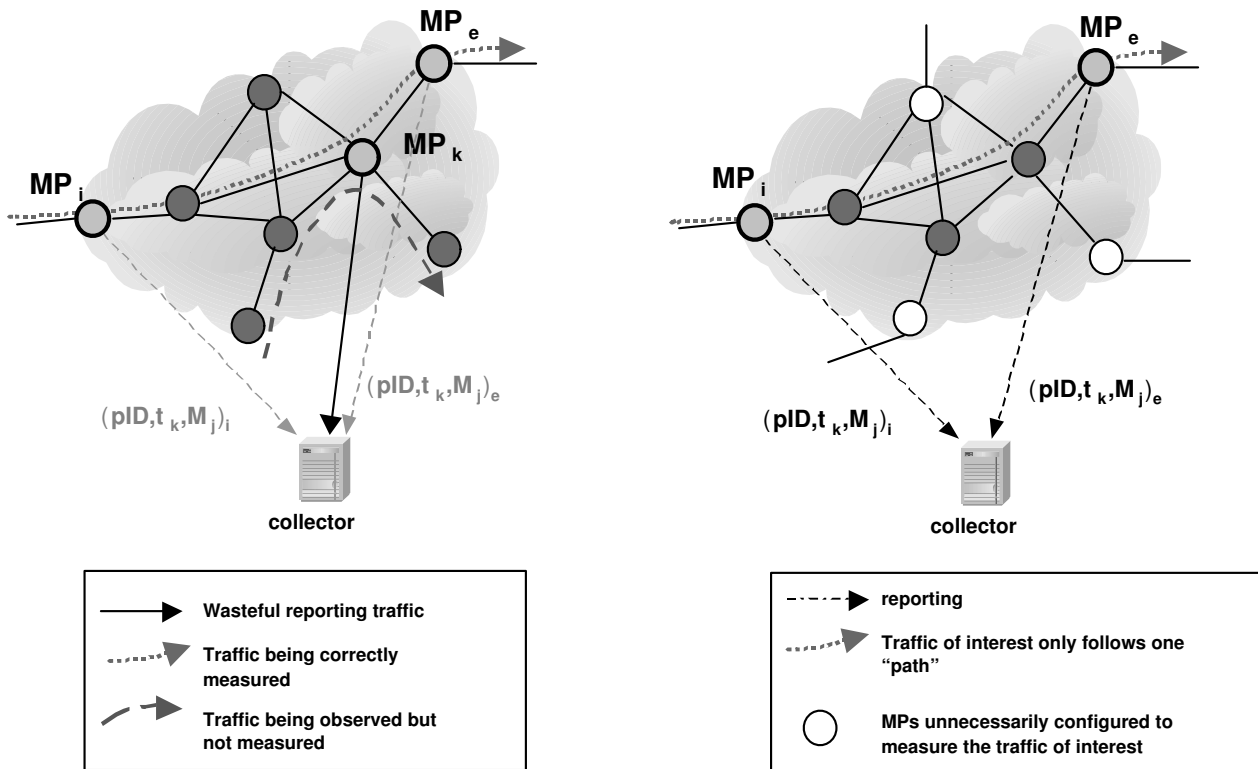 MP e
MP k
MP i
(pID,t k,M j)e
(pID,t k,M j)i
collector
Wasteful reporting traffic
Traffic being correctly
measured
Traffic being observed but
not measured
MP e
MP i
(pID,t k,M j)e
(pID,t k,M j)i
collector
reporting
Traffic of interest only follows one
“path”
MPs unnecessarily configured to
measure the traffic of interest